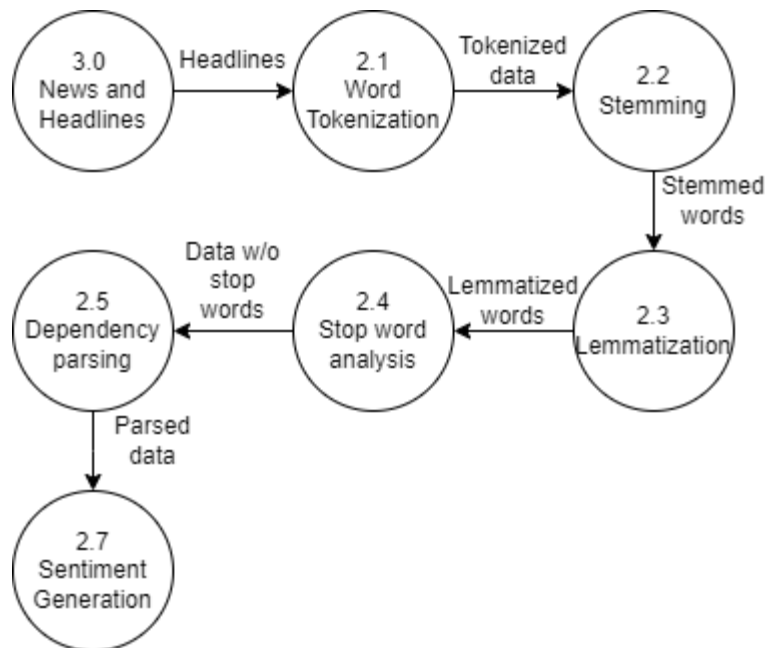 3.0
News and
Headlines
Headlines
2.1
Word
Tokenization
Tokenized
data
2.2
Stemming
Stemmed
words
2.3
Lemmatization
Lemmatized
words
2.4
Stop word
analysis
Data w/o
stop
words
2.5
Dependency
parsing
Parsed
data
2.7
Sentiment
Generation